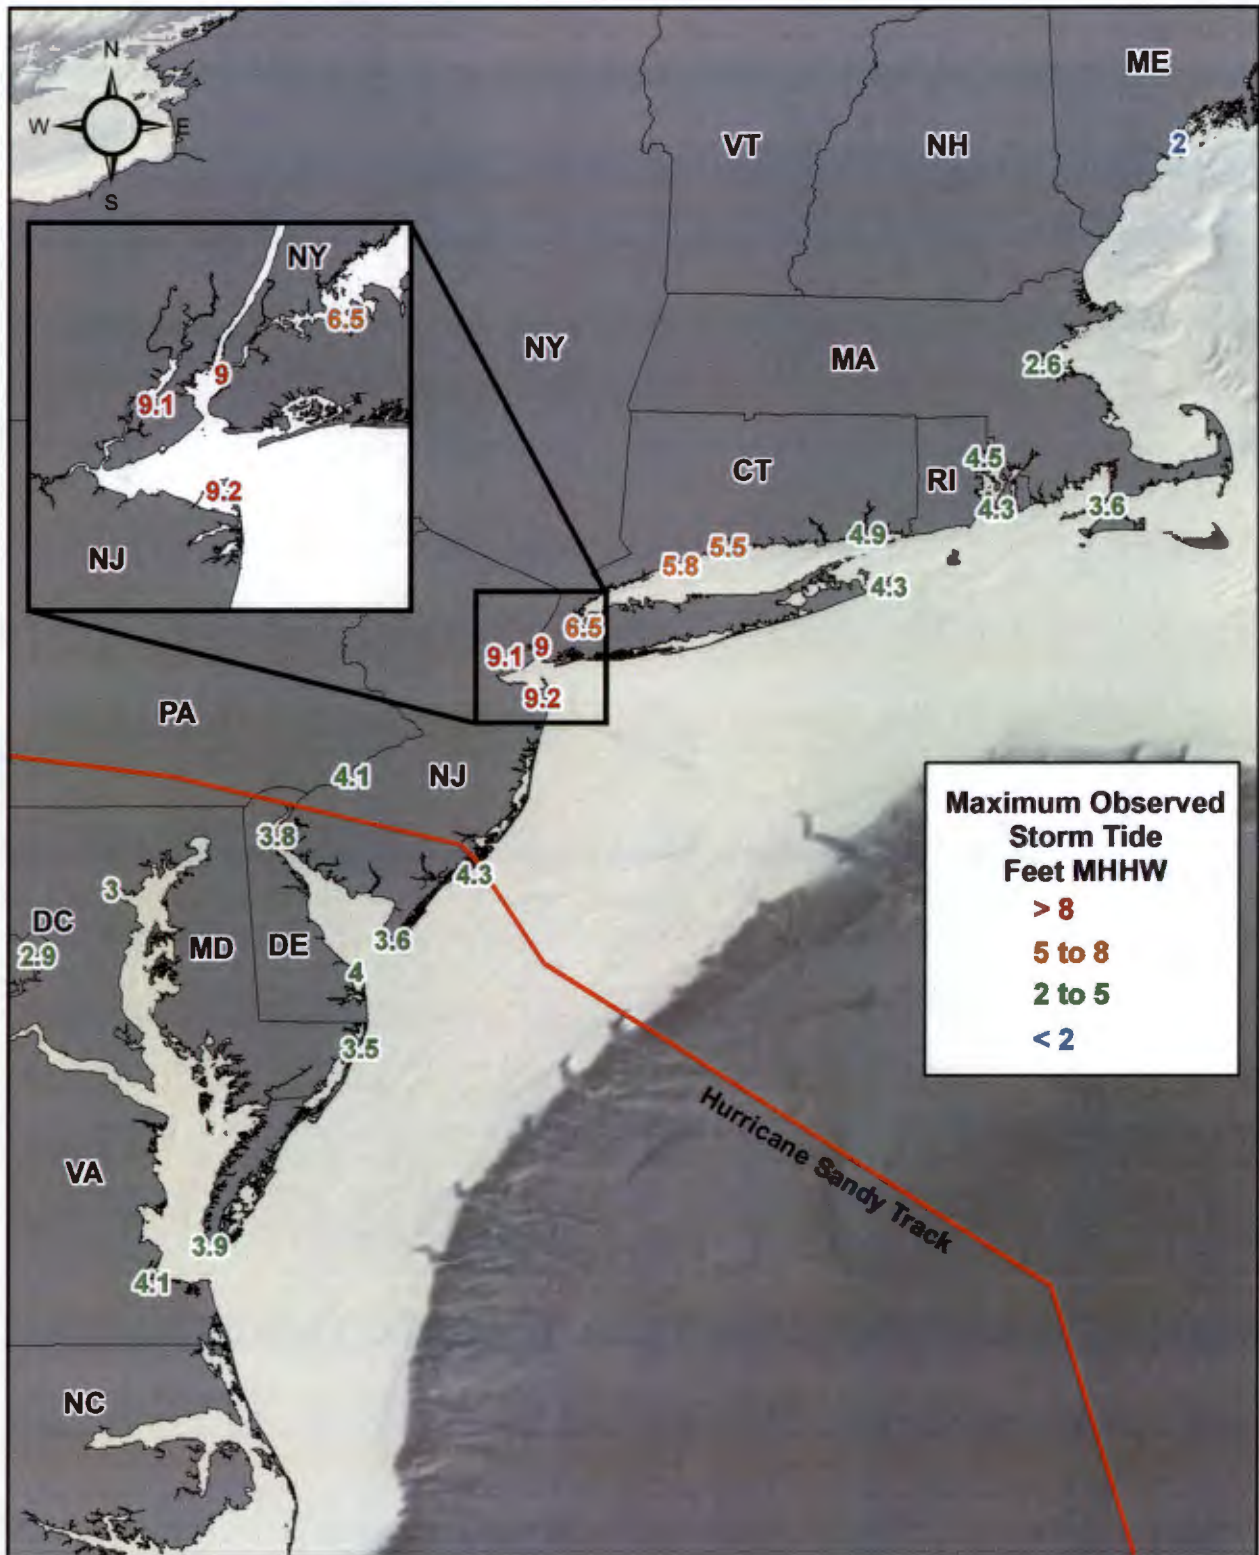 N
W
E
S
ME
VT
NH
2
NY
6.5
9
9.1
9.2
NJ
NY
MA
2.6
CT
RI
4.5
4.3
3.6
4.9
5.5
5.8
4.3
6.5
9
9.1
9.2
PA
NJ
4.1
3.8
4.3
3
DC
2.9
MD
DE
3.6
4
3.5
VA
3.9
4.1
NC
Maximum Observed
Storm Tide
Feet MHHW
> 8
5 to 8
2 to 5
< 2
Hurricane Sandy Track